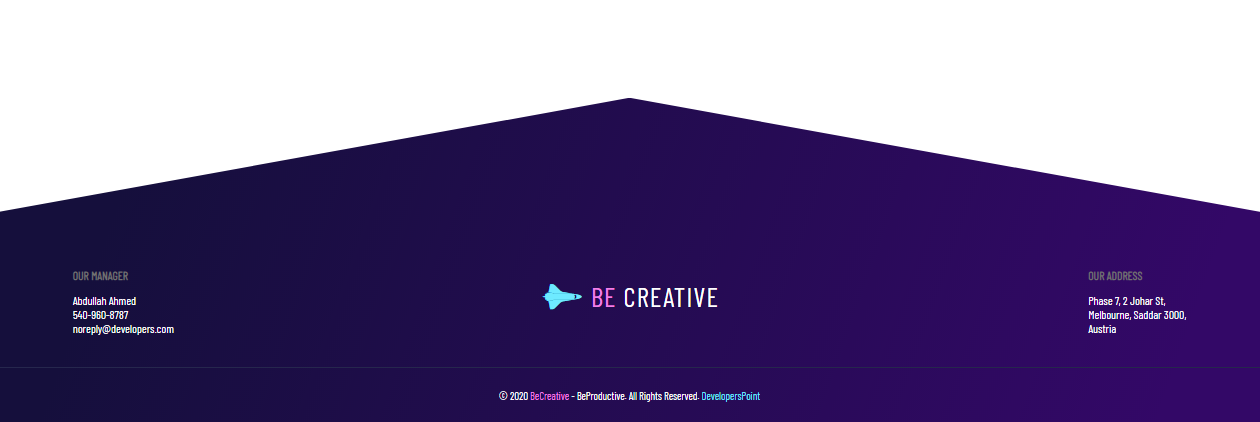 OUR MANAGER
Abdullah Ahmed
540-960-8787
noreply@developers.com
BE CREATIVE
OUR ADDRESS
Phase 7, 2 Johar St,
Melbourne, Saddar 3000,
Austria
© 2020 BeCreative - BeProductive. All Rights Reserved. DevelopersPoint